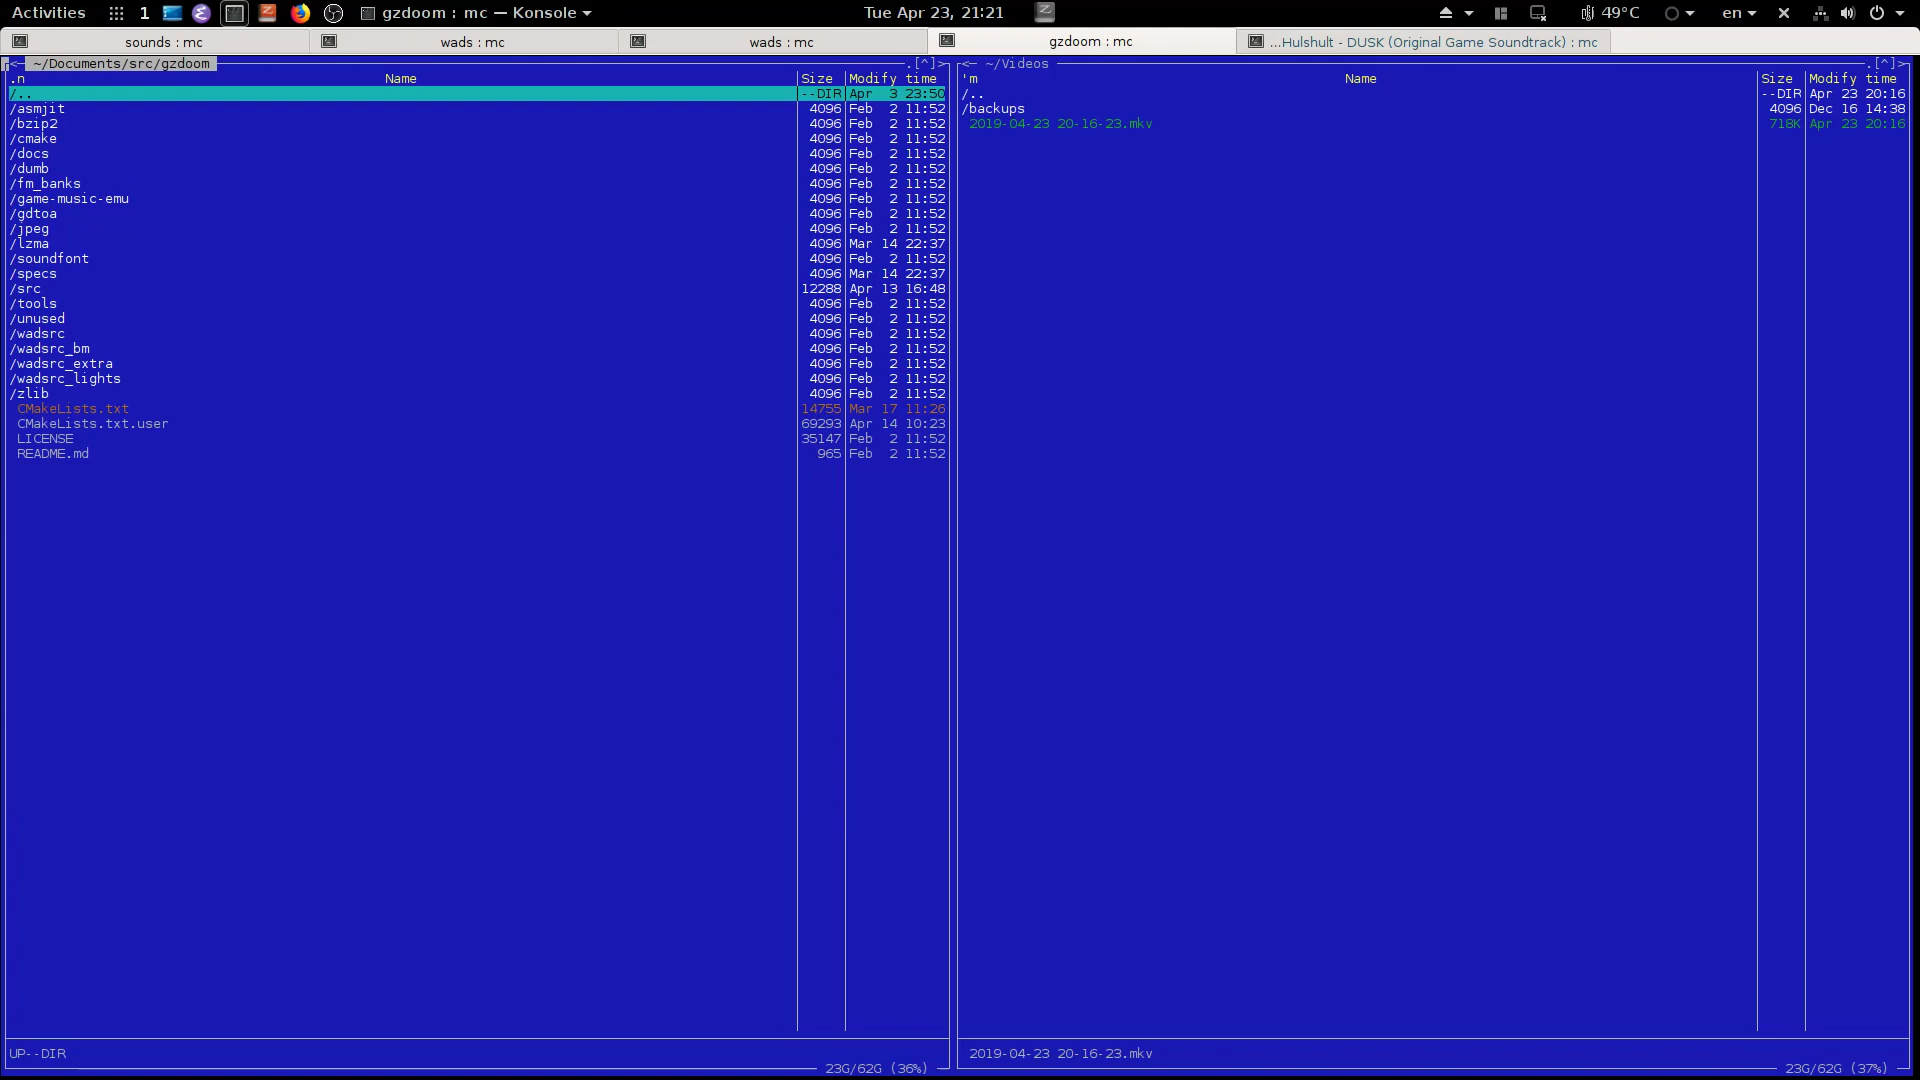 Activities 1 gzdoom : mc — Konsole Tue Apr 23, 21:21 49°C en
sounds : mc wads : mc wads : mc gzdoom : mc ...Hulshult - DUSK (Original Game Soundtrack) : mc
<— ~/Documents/src/gzdoom .[^]> <— ~/Videos .[^]>
.n Name Size Modify time 'm Name Size Modify time
/.. --DIR Apr 3 23:50 /.. --DIR Apr 23 20:16
/asmjit 4096 Feb 2 11:52 /backups 4096 Dec 16 14:38
/bzip2 4096 Feb 2 11:52 2019-04-23 20-16-23.mkv 718K Apr 23 20:16
/cmake 4096 Feb 2 11:52
/docs 4096 Feb 2 11:52
/dumb 4096 Feb 2 11:52
/fm_banks 4096 Feb 2 11:52
/game-music-emu 4096 Feb 2 11:52
/gdtoa 4096 Feb 2 11:52
/jpeg 4096 Feb 2 11:52
/lzma 4096 Mar 14 22:37
/soundfont 4096 Feb 2 11:52
/specs 4096 Mar 14 22:37
/src 12288 Apr 13 16:48
/tools 4096 Feb 2 11:52
/unused 4096 Feb 2 11:52
/wadsrc 4096 Feb 2 11:52
/wadsrc_bm 4096 Feb 2 11:52
/wadsrc_extra 4096 Feb 2 11:52
/wadsrc_lights 4096 Feb 2 11:52
/zlib 4096 Feb 2 11:52
CMakeLists.txt 14755 Mar 17 11:26
CMakeLists.txt.user 69293 Apr 14 10:23
LICENSE 35147 Feb 2 11:52
README.md 965 Feb 2 11:52
UP--DIR 2019-04-23 20-16-23.mkv
23G/62G (36%) 23G/62G (37%)